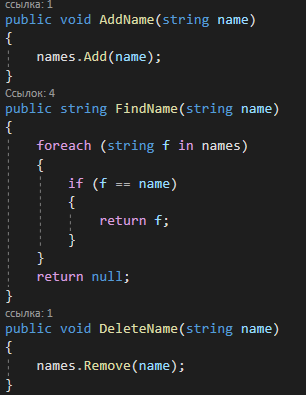 ссылка: 1
public void AddName(string name)
{
names.Add(name);
}
Ссылок: 4
public string FindName(string name)
{
foreach (string f in names)
{
if (f == name)
{
return f;
}
}
return null;
}
ссылка: 1
public void DeleteName(string name)
{
names.Remove(name);
}